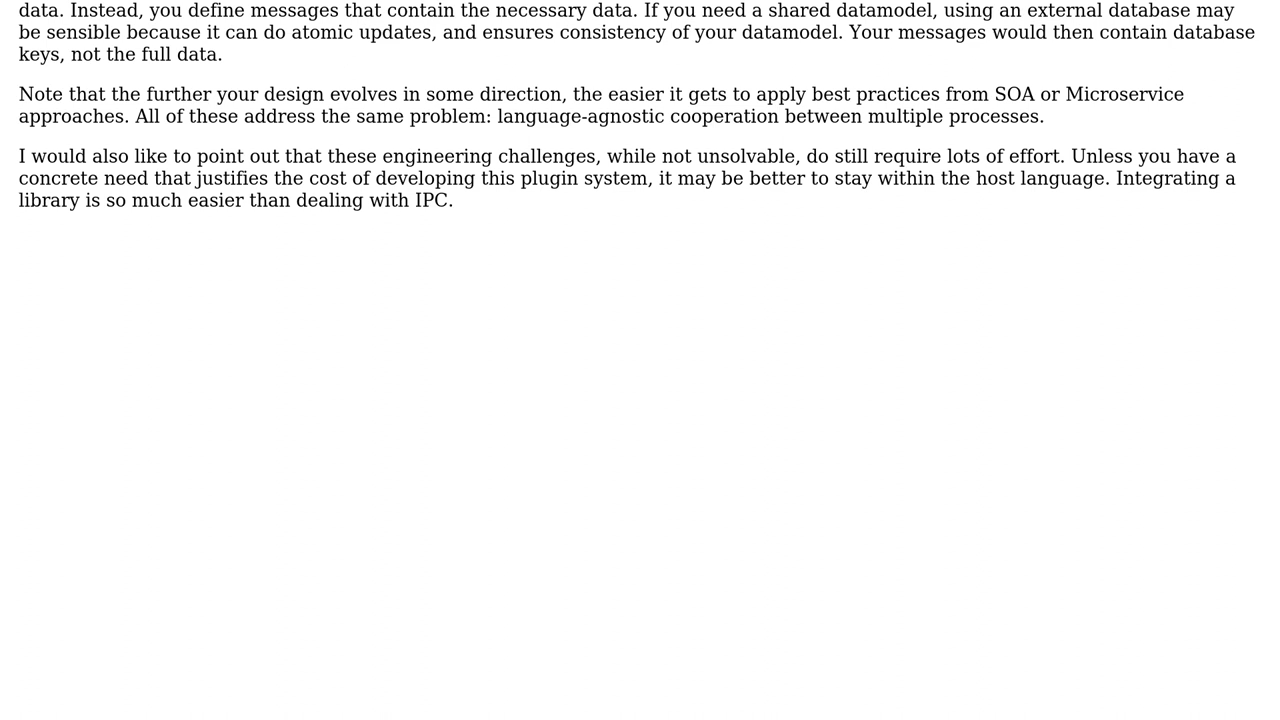 data. Instead, you define messages that contain the necessary data. If you need a shared datamodel, using an external database may
be sensible because it can do atomic updates, and ensures consistency of your datamodel. Your messages would then contain database
keys, not the full data.
Note that the further your design evolves in some direction, the easier it gets to apply best practices from SOA or Microservice
approaches. All of these address the same problem: language-agnostic cooperation between multiple processes.
I would also like to point out that these engineering challenges, while not unsolvable, do still require lots of effort. Unless you have a
concrete need that justifies the cost of developing this plugin system, it may be better to stay within the host language. Integrating a
library is so much easier than dealing with IPC.